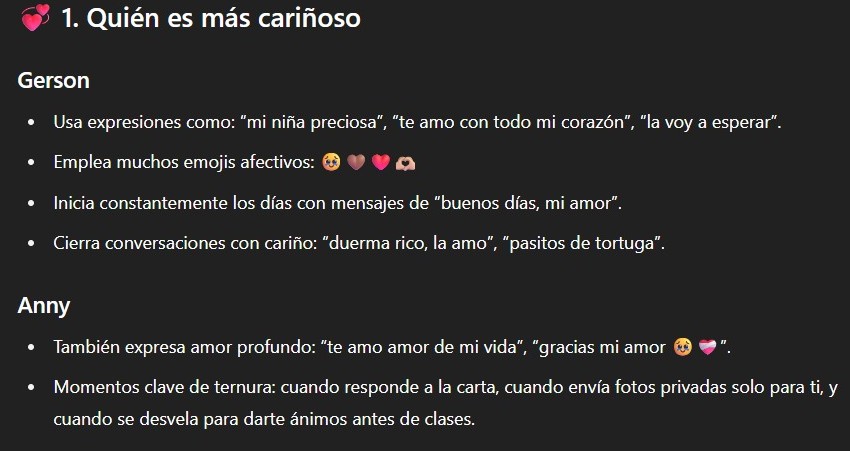 💞 1. Quién es más cariñoso
Gerson
• Usa expresiones como: “mi niña preciosa”, “te amo con todo mi corazón”, “la voy a esperar”.
• Emplea muchos emojis afectivos: 🥹🤎❤️🫶🏼
• Inicia constantemente los días con mensajes de “buenos días, mi amor”.
• Cierra conversaciones con cariño: “duerma rico, la amo”, “pasitos de tortuga”.
Anny
• También expresa amor profundo: “te amo amor de mi vida”, “gracias mi amor 🥹❤️‍🩹”.
• Momentos clave de ternura: cuando responde a la carta, cuando envía fotos privadas solo para ti, y
cuando se desvela para darte ánimos antes de clases.